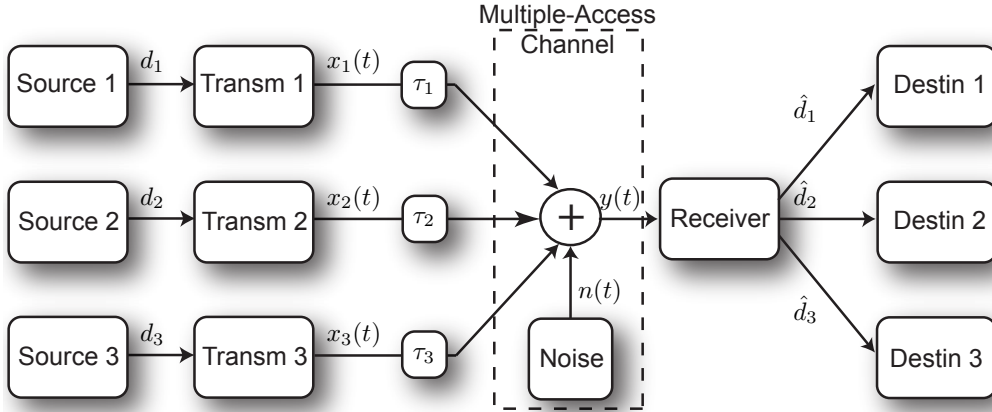 Multiple-Access
Channel
Source 1 d₁ Transm 1 x₁(t) τ₁ d̂₁ Destin 1
Source 2 d₂ Transm 2 x₂(t) τ₂ + y(t) Receiver d̂₂ Destin 2
n(t)
Source 3 d₃ Transm 3 x₃(t) τ₃ Noise d̂₃ Destin 3